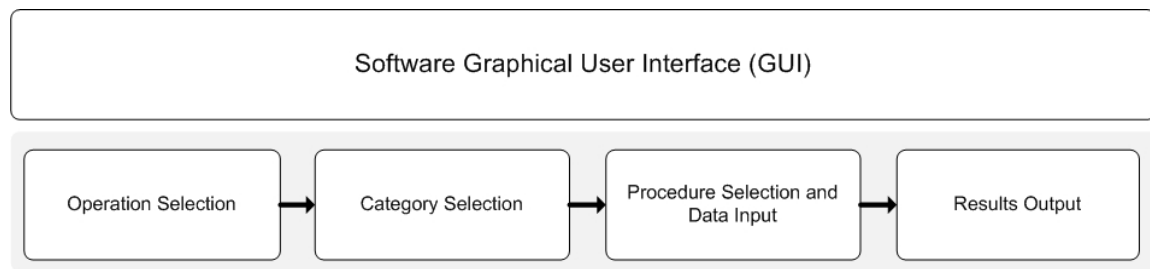 Software Graphical User Interface (GUI)
Operation Selection
Category Selection
Procedure Selection and
Data Input
Results Output